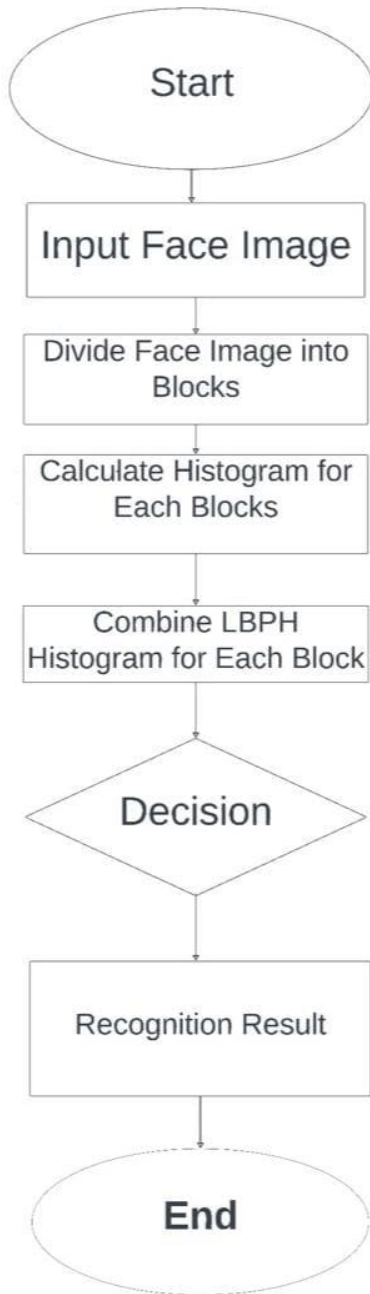 Start
Input Face Image
Divide Face Image into
Blocks
Calculate Histogram for
Each Blocks
Combine LBPH
Histogram for Each Block
Decision
Recognition Result
End